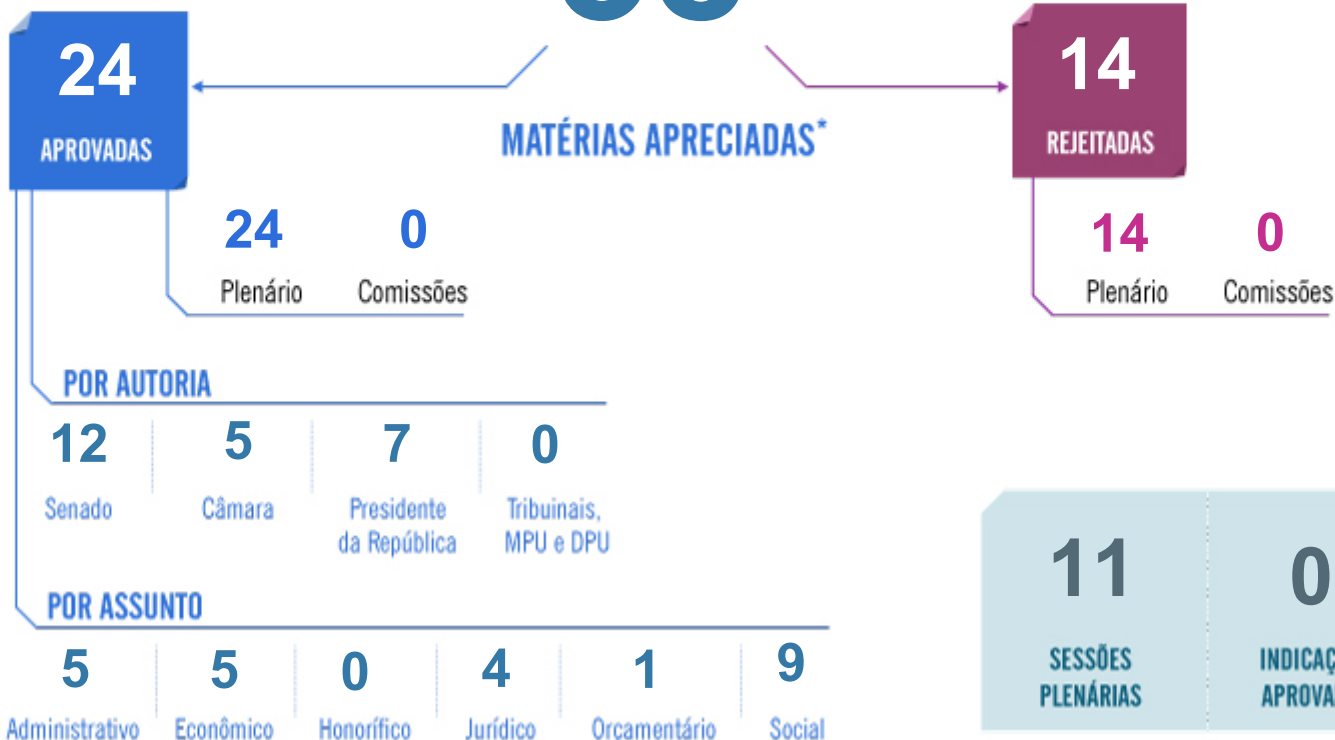 24
APROVADAS
MATÉRIAS APRECIADAS*
14
REJEITADAS
24 0
Plenário Comissões
14 0
Plenário Comissões
POR AUTORIA
12 5 7 0
Senado Câmara Presidente da República Tribuinais, MPU e DPU
POR ASSUNTO
5 5 0 4 1 9
Administrativo Econômico Honorífico Jurídico Orcamentário Social
11 0
SESSÕES
PLENÁRIAS